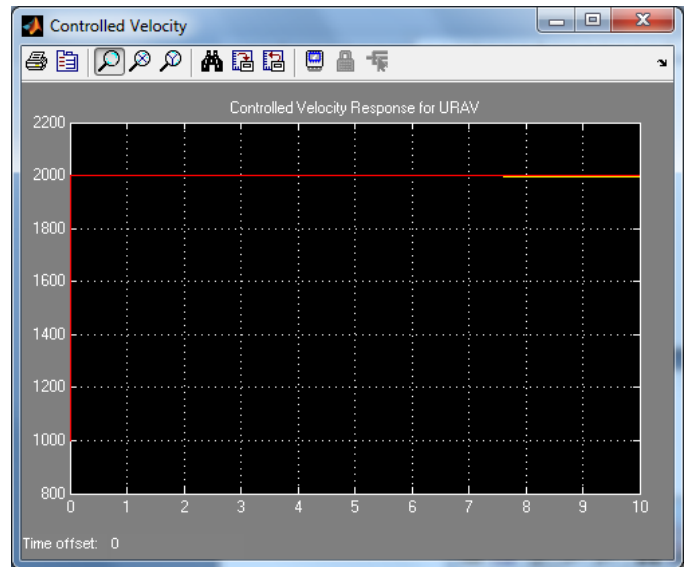 Controlled Velocity
Controlled Velocity Response for URAV
2200
2000
1800
1600
1400
1200
1000
800
0 1 2 3 4 5 6 7 8 9 10
Time offset: 0